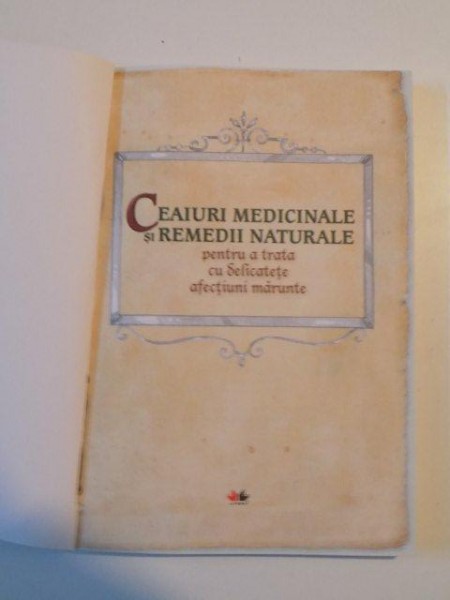 CEAIURI MEDICINALE
ȘI REMEDII NATURALE
pentru a trata
cu delicatețe
afecțiuni mărunte